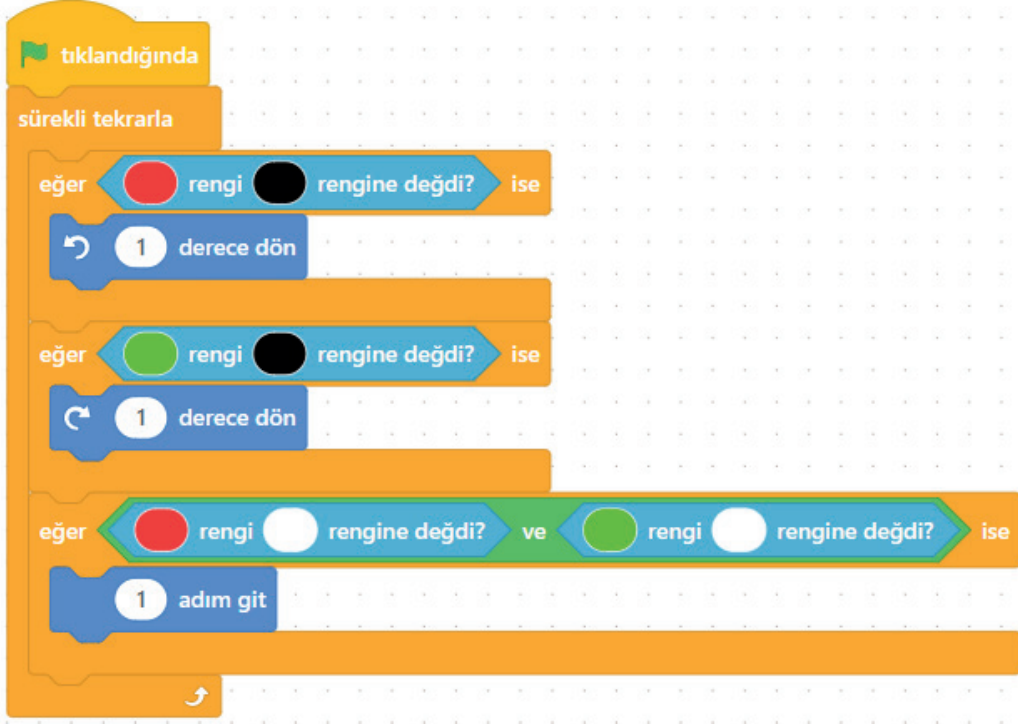 tıklandığında
sürekli tekrarla
eğer rengi rengine değdi? ise
1 derece dön
eğer rengi rengine değdi? ise
1 derece dön
eğer rengi rengine değdi? ve rengi rengine değdi? ise
1 adım git